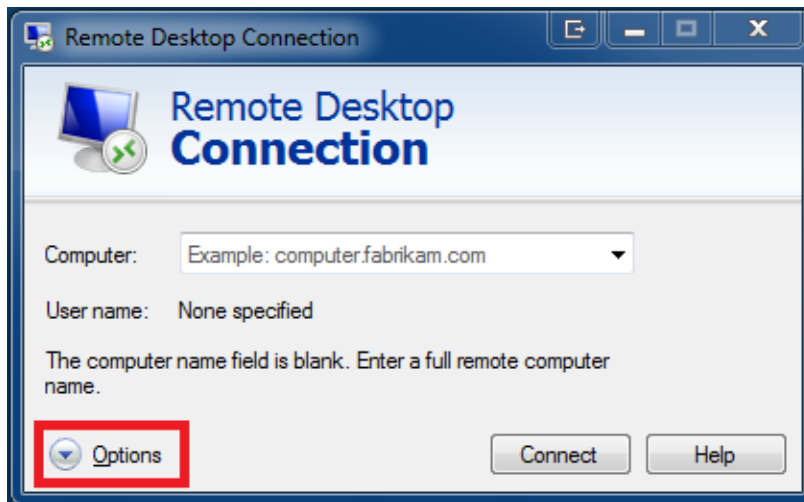 Remote Desktop Connection
Remote Desktop
Connection
Computer: Example: computer.fabrikam.com
User name: None specified
The computer name field is blank. Enter a full remote computer
name.
Options Connect Help